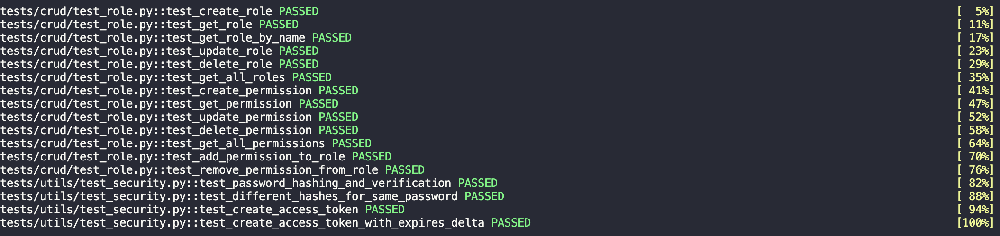 tests/crud/test_role.py::test_create_role PASSED [  5%]
tests/crud/test_role.py::test_get_role PASSED [ 11%]
tests/crud/test_role.py::test_get_role_by_name PASSED [ 17%]
tests/crud/test_role.py::test_update_role PASSED [ 23%]
tests/crud/test_role.py::test_delete_role PASSED [ 29%]
tests/crud/test_role.py::test_get_all_roles PASSED [ 35%]
tests/crud/test_role.py::test_create_permission PASSED [ 41%]
tests/crud/test_role.py::test_get_permission PASSED [ 47%]
tests/crud/test_role.py::test_update_permission PASSED [ 52%]
tests/crud/test_role.py::test_delete_permission PASSED [ 58%]
tests/crud/test_role.py::test_get_all_permissions PASSED [ 64%]
tests/crud/test_role.py::test_add_permission_to_role PASSED [ 70%]
tests/crud/test_role.py::test_remove_permission_from_role PASSED [ 76%]
tests/utils/test_security.py::test_password_hashing_and_verification PASSED [ 82%]
tests/utils/test_security.py::test_different_hashes_for_same_password PASSED [ 88%]
tests/utils/test_security.py::test_create_access_token PASSED [ 94%]
tests/utils/test_security.py::test_create_access_token_with_expires_delta PASSED [100%]